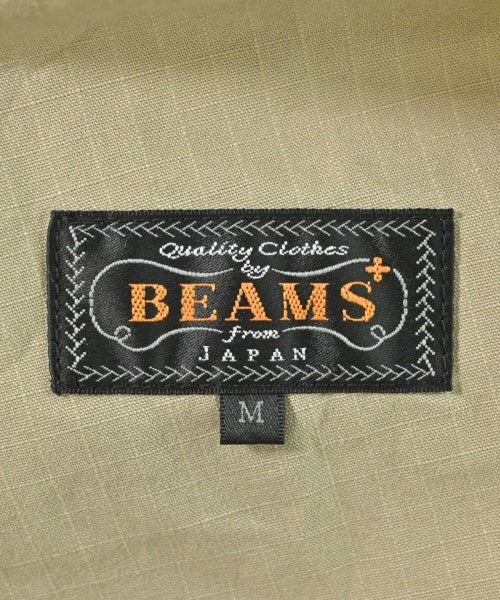 Quality Clothes
by
BEAMS+
from
JAPAN
M